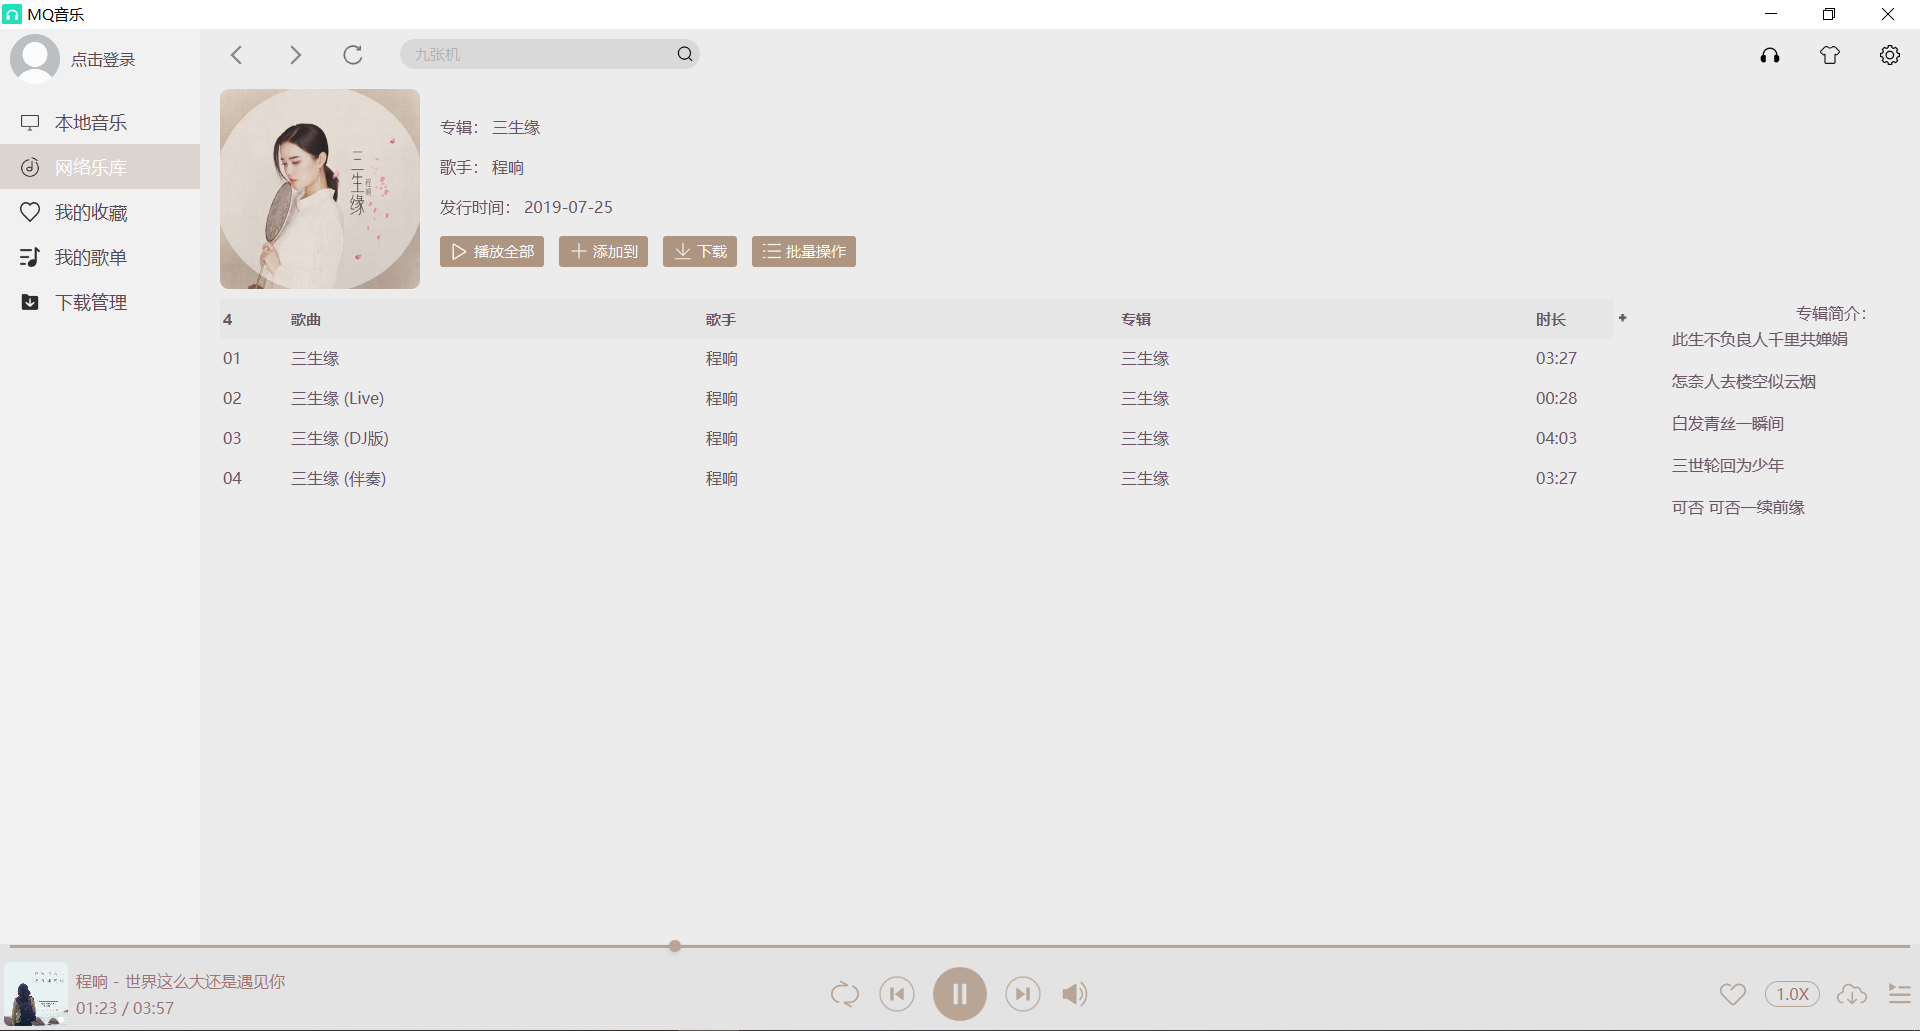 MQ音乐
点击登录
九张机
本地音乐
网络乐库
我的收藏
我的歌单
下载管理
三生缘
程响
专辑： 三生缘
歌手： 程响
发行时间： 2019-07-25
播放全部 添加到 下载 批量操作
4 歌曲 歌手 专辑 时长
01 三生缘 程响 三生缘 03:27
02 三生缘 (Live) 程响 三生缘 00:28
03 三生缘 (DJ版) 程响 三生缘 04:03
04 三生缘 (伴奏) 程响 三生缘 03:27
专辑简介：
此生不负良人千里共婵娟
怎奈人去楼空似云烟
白发青丝一瞬间
三世轮回为少年
可否 可否一续前缘
程响 - 世界这么大还是遇见你
01:23 / 03:57
1.0X